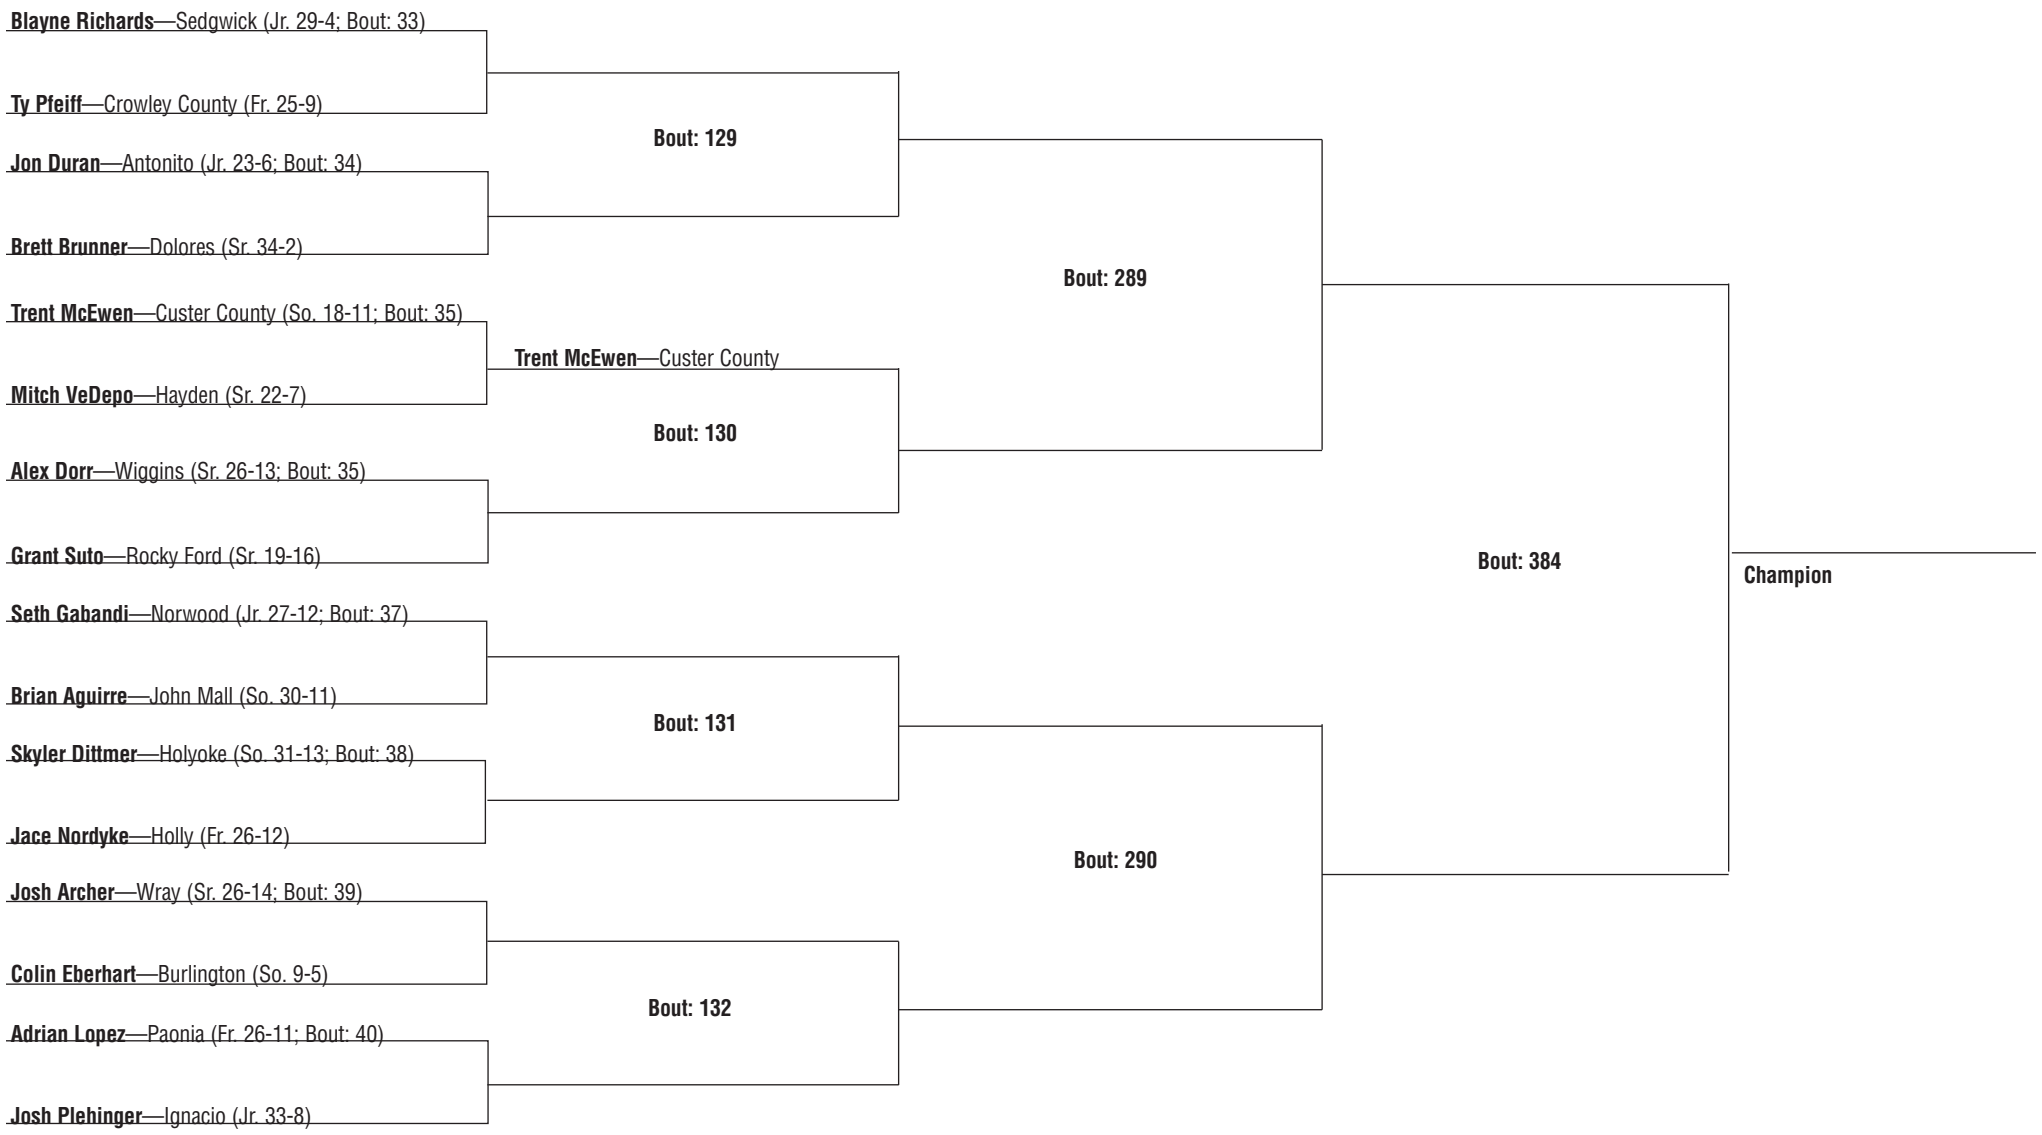 Blayne Richards—Sedgwick (Jr. 29-4; Bout: 33)
Ty Pfeiff—Crowley County (Fr. 25-9)
Bout: 129
Jon Duran—Antonito (Jr. 23-6; Bout: 34)
Brett Brunner—Dolores (Sr. 34-2)
Bout: 289
Trent McEwen—Custer County (So. 18-11; Bout: 35)
Trent McEwen—Custer County
Mitch VeDepo—Hayden (Sr. 22-7)
Bout: 130
Alex Dorr—Wiggins (Sr. 26-13; Bout: 35)
Grant Suto—Rocky Ford (Sr. 19-16)
Bout: 384
Champion
Seth Gabandi—Norwood (Jr. 27-12; Bout: 37)
Brian Aguirre—John Mall (So. 30-11)
Bout: 131
Skyler Dittmer—Holyoke (So. 31-13; Bout: 38)
Jace Nordyke—Holly (Fr. 26-12)
Bout: 290
Josh Archer—Wray (Sr. 26-14; Bout: 39)
Colin Eberhart—Burlington (So. 9-5)
Bout: 132
Adrian Lopez—Paonia (Fr. 26-11; Bout: 40)
Josh Plehinger—Ignacio (Jr. 33-8)